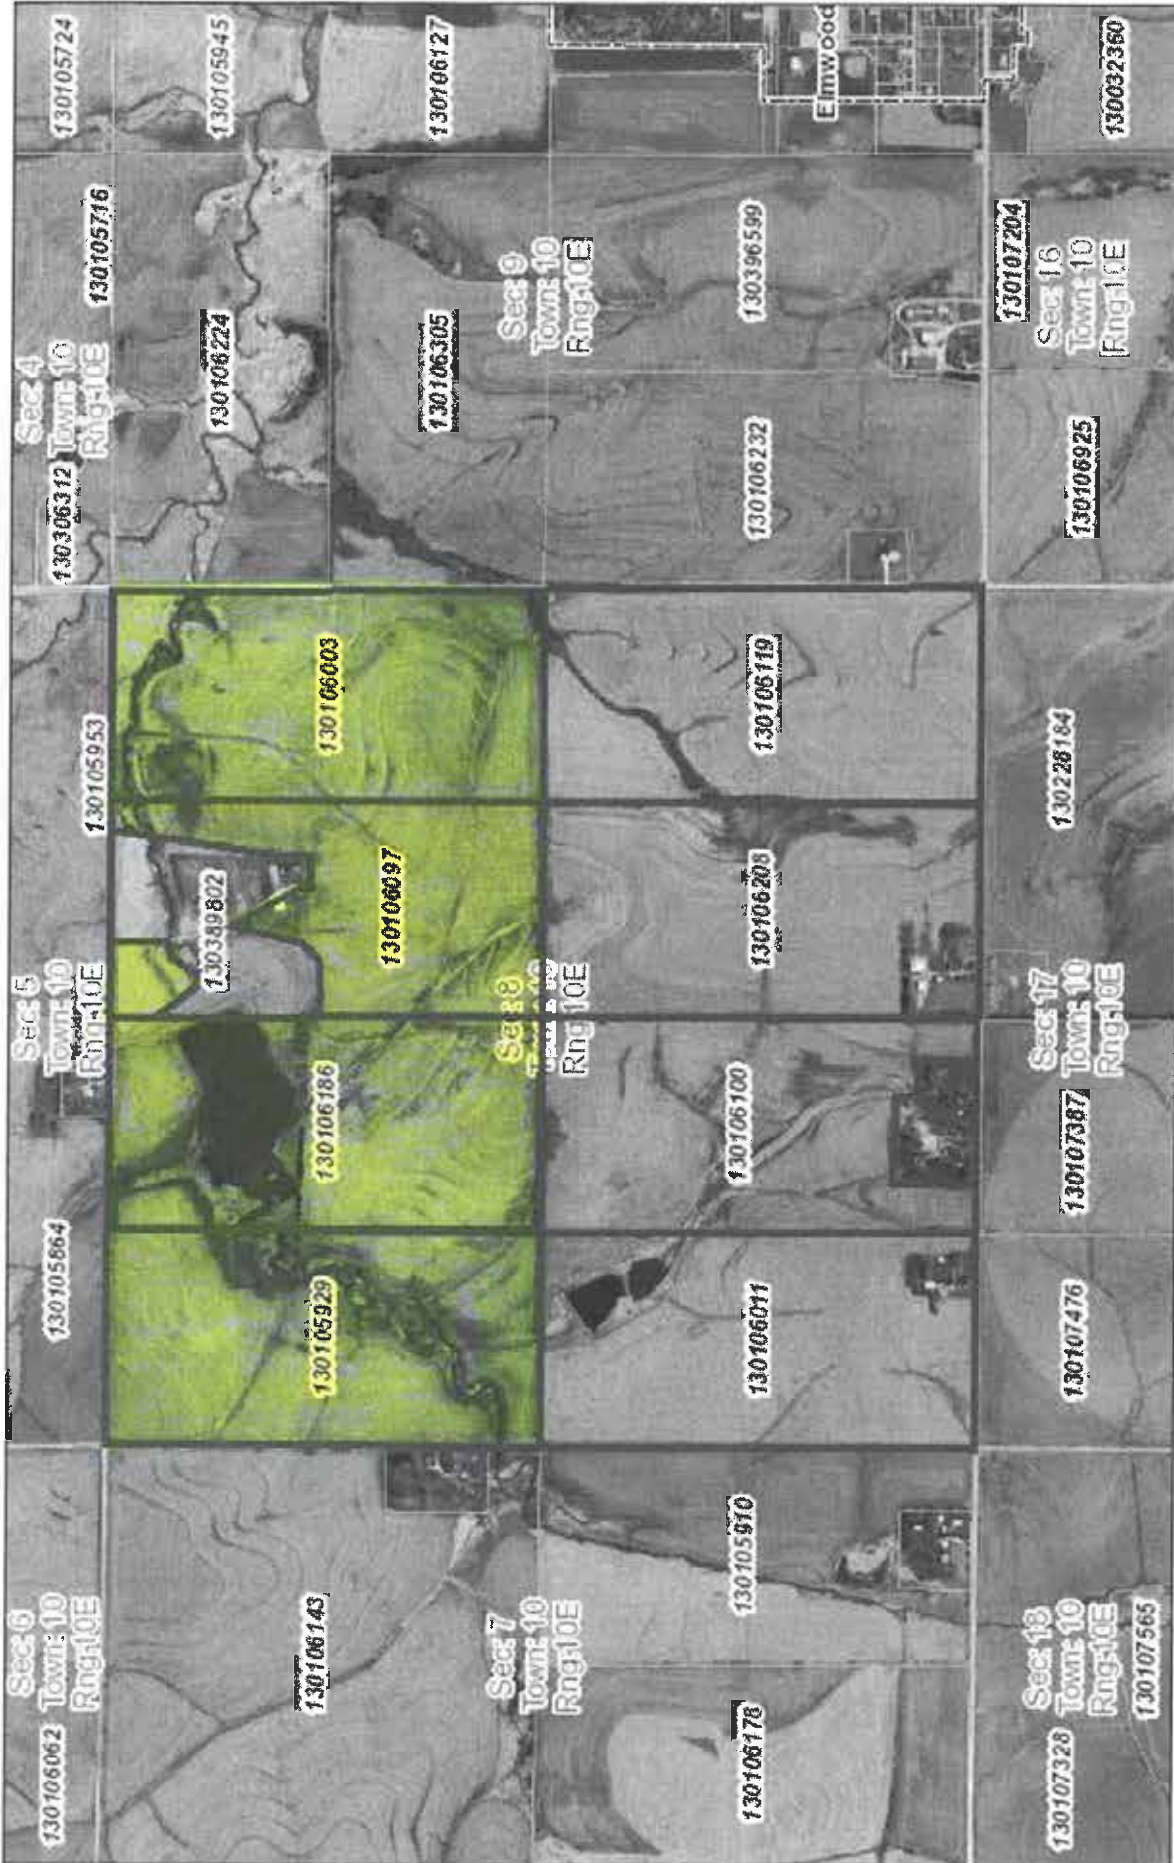 130106062
Sec: 6
Town: 10
Rng:10E
130105864
Sec: 5
Town: 10
Rng:10E
130105953
130306312
Sec: 4
Town: 10
Rng:10E
130105716
130105724
130106143
130105929
130106186
130389802
130106097
130106003
130106224
130105945
130106305
130106127
Sec: 7
Town: 10
Rng:10E
Sec: 8
Rng:10E
Sec: 9
Town: 10
Rng:10E
130106178
130105910
130106011
130106100
130106208
130106119
130106232
130396599
Elmwood
130107328
Sec: 18
Town: 10
Rng:10E
130107565
130107476
130107387
Sec: 17
Town: 10
Rng:10E
130228184
130106925
Sec: 16
Town: 10
Rng:10E
130107204
130032360